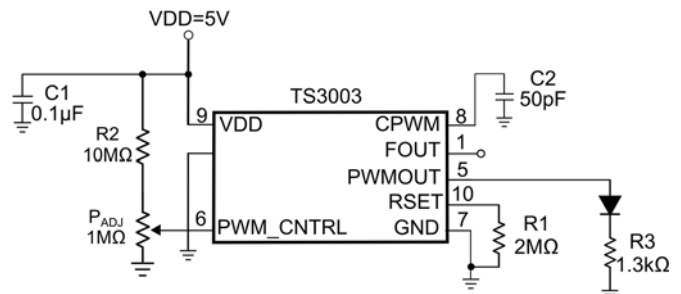 VDD=5V
C1
0.1µF
R2
10MΩ
PADJ
1MΩ
TS3003
9
VDD
6
PWM_CNTRL
CPWM
8
FOUT
1
PWMOUT
5
RSET
10
GND
7
C2
50pF
R1
2MΩ
R3
1.3kΩ